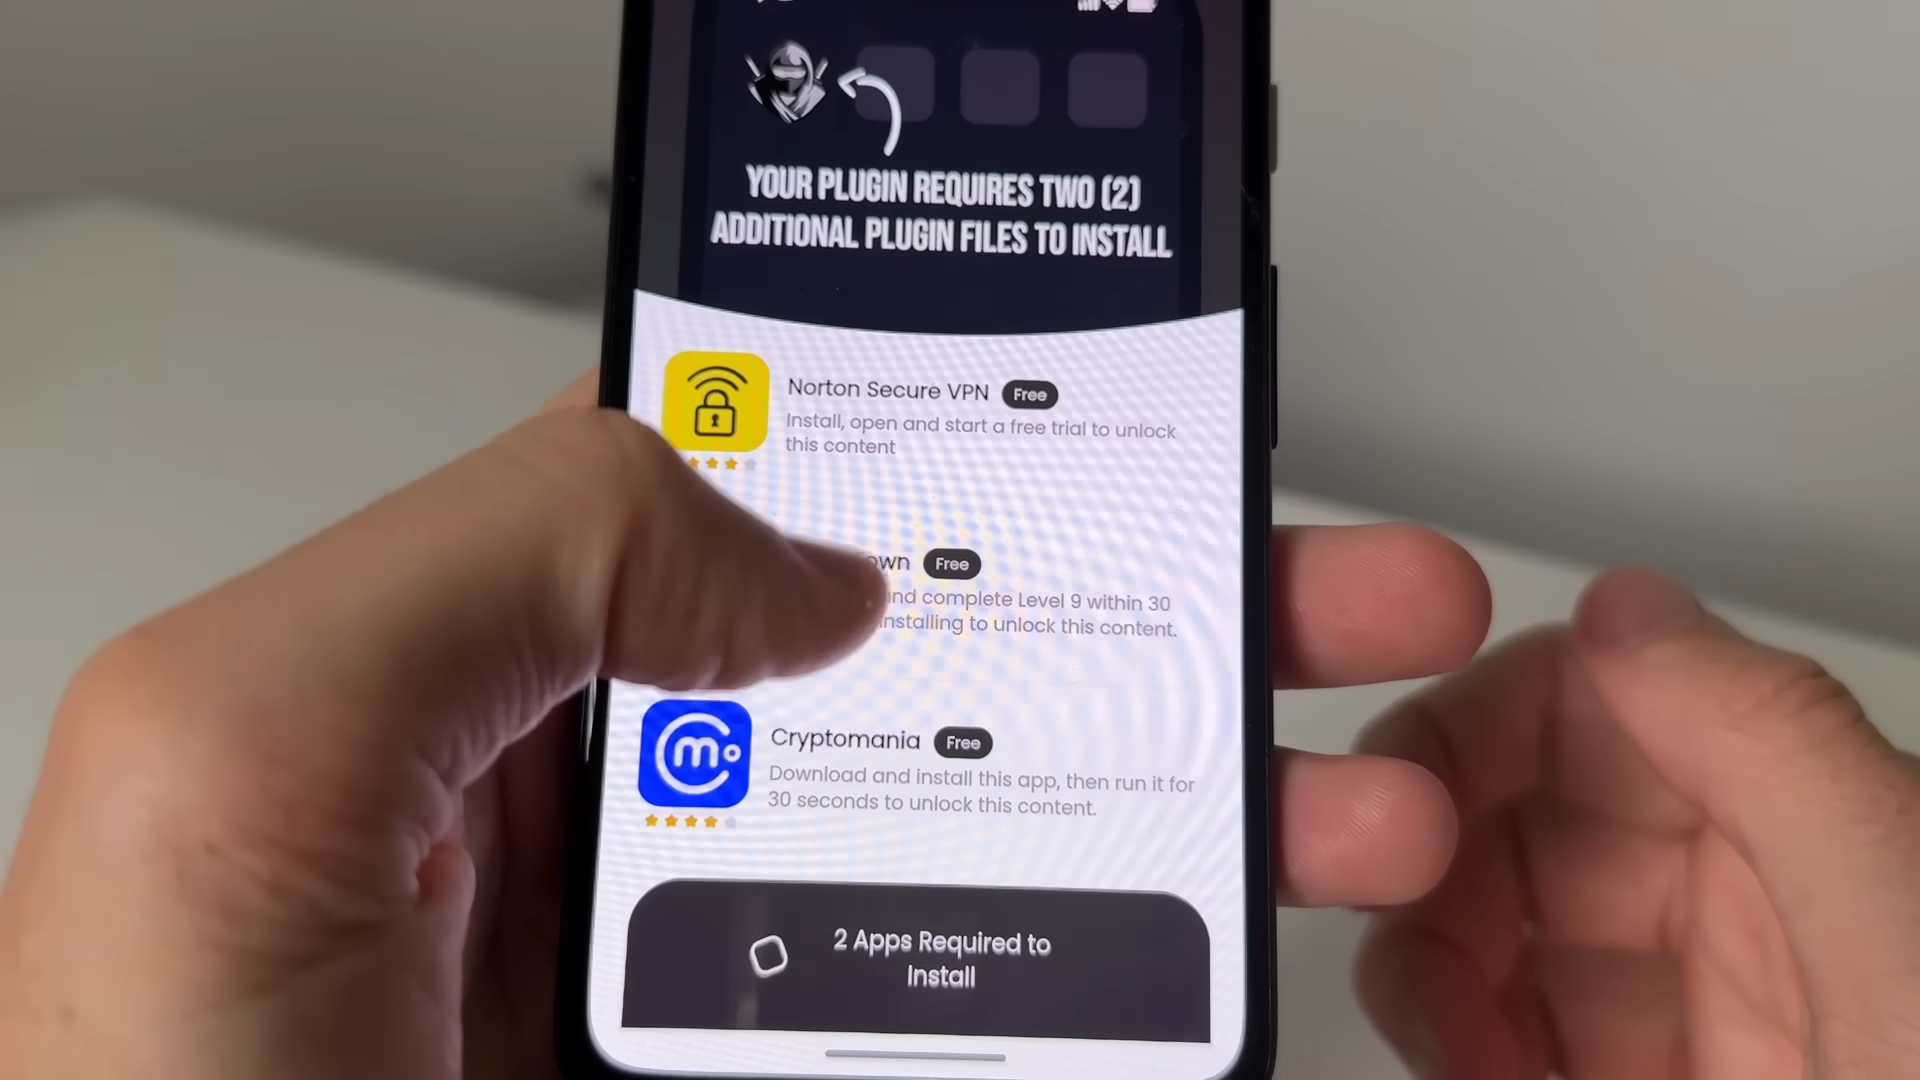 YOUR PLUGIN REQUIRES TWO (2)
ADDITIONAL PLUGIN FILES TO INSTALL
Norton Secure VPN Free
Install, open and start a free trial to unlock
this content
Free
complete Level 9 within 30
to unlock this content.
m
Cryptomania Free
Download and install this app, then run it for
30 seconds to unlock this content.
2 Apps Required to
Install